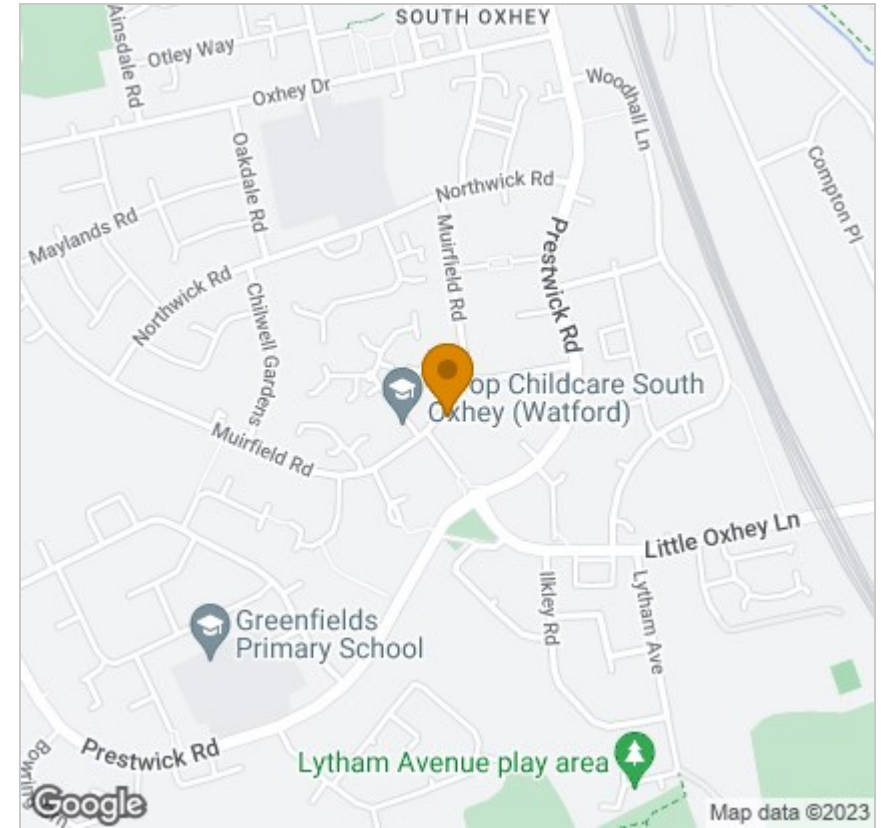 SOUTH OXHEY
Ainsdale Rd
Otley Way
Oxhey Dr
Woodhall Ln
Oakdale Rd
Compton Pl
Northwick Rd
Maylands Rd
Muirfield Rd
Prestwick Rd
Northwick Rd
Chilwell Gardens
op Childcare South
Oxhey (Watford)
Muirfield Rd
Little Oxhey Ln
Ilkley Rd
Lytham Ave
Greenfields
Primary School
Prestwick Rd
Lytham Avenue play area
Google
Map data ©2023